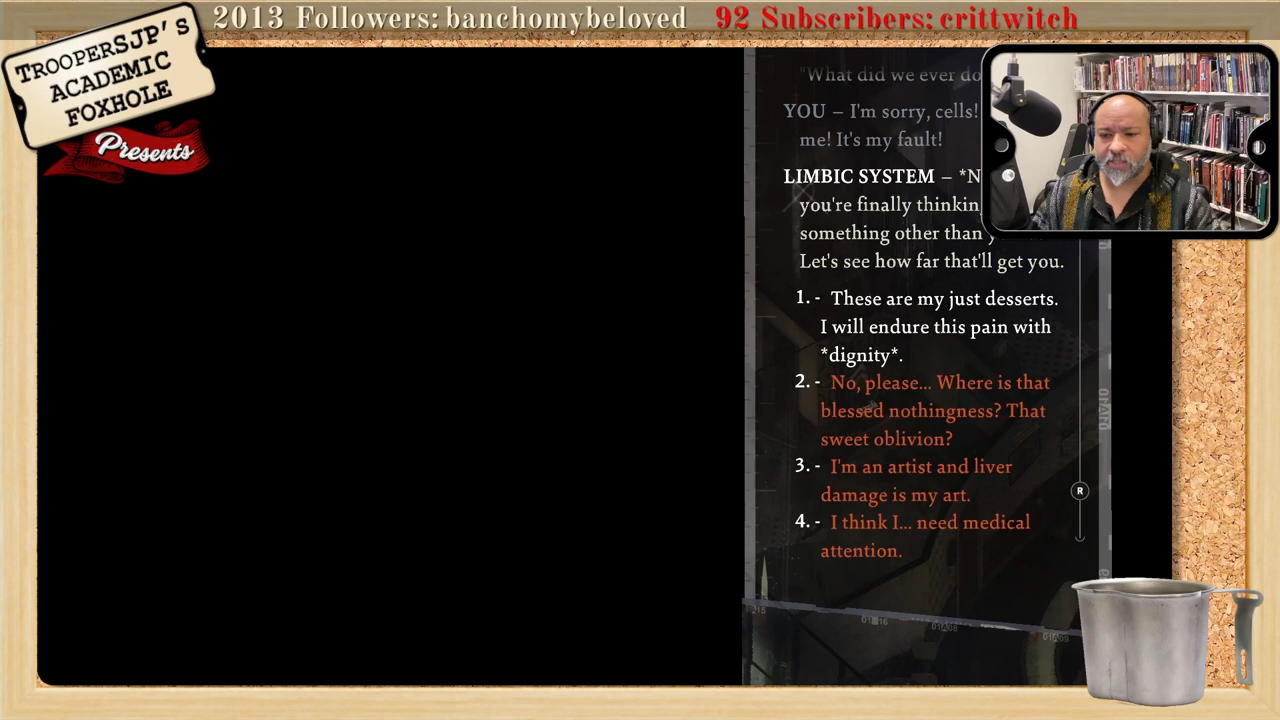 2013 Followers: banchomybeloved 92 Subscribers: crittwitch
TROOPERSJP'S
ACADEMIC
FOXHOLE
Presents
"What did we ever do
YOU – I'm sorry, cells!
me! It's my fault!
LIMBIC SYSTEM – *N
you're finally thinkin
something other than y
Let's see how far that'll get you.
1. - These are my just desserts.
I will endure this pain with
*dignity*.
2. - No, please... Where is that
blessed nothingness? That
sweet oblivion?
3. - I'm an artist and liver
damage is my art.
R
4. - I think I... need medical
attention.